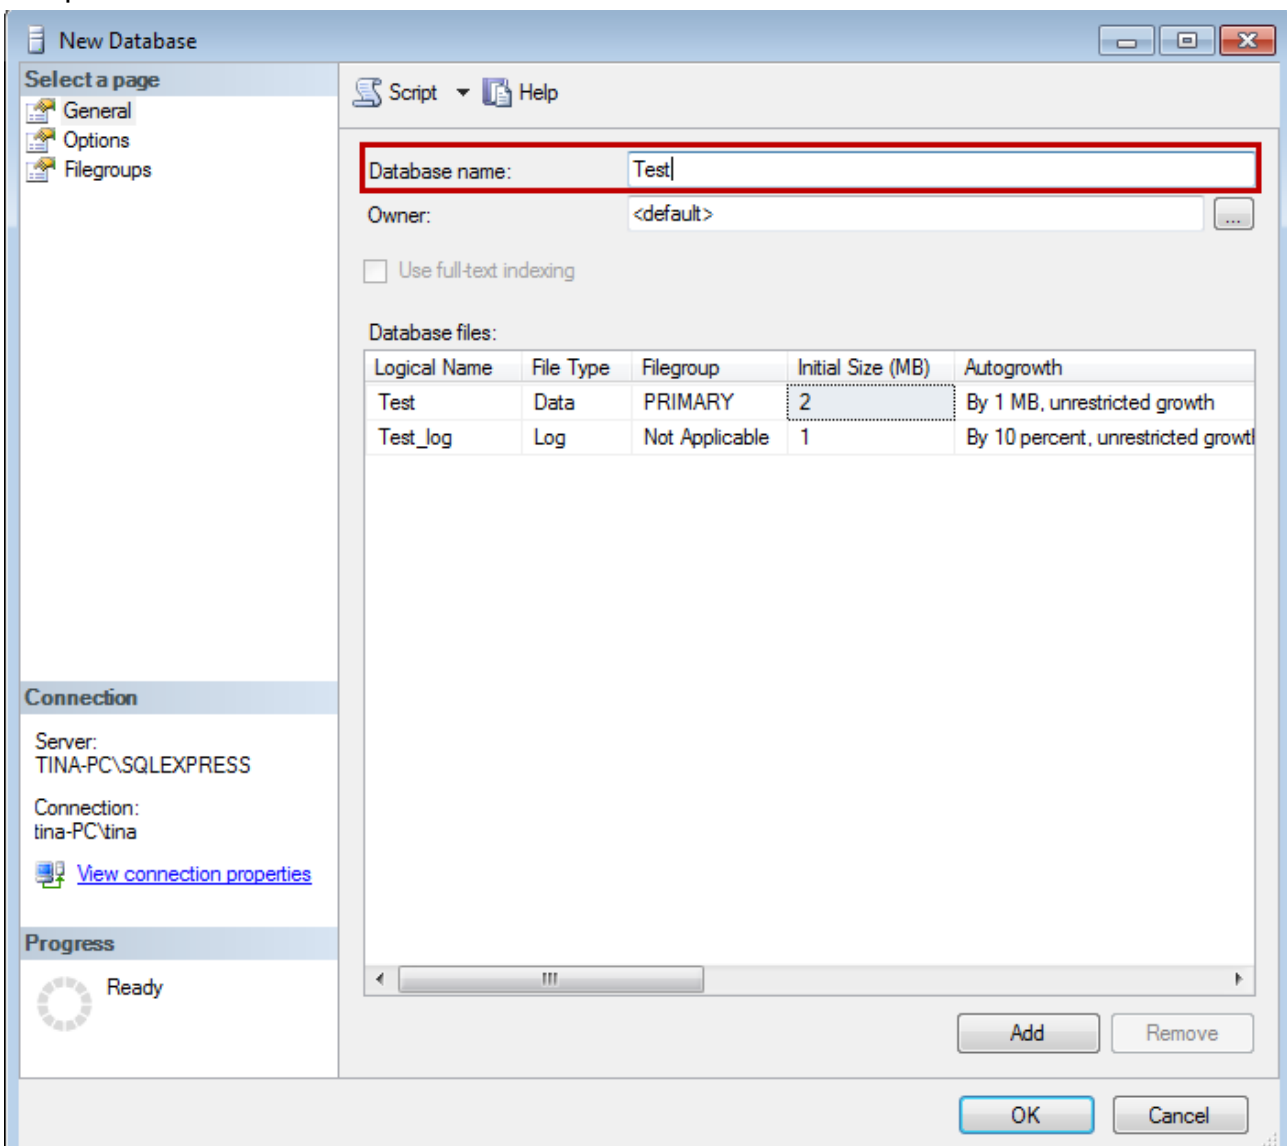 New Database
Select a page
General
Options
Filegroups
Script
Help
Database name:
Test
Owner:
<default>
...
Use full-text indexing
Database files:
Logical Name File Type Filegroup Initial Size (MB) Autogrowth
Test Data PRIMARY 2 By 1 MB, unrestricted growth
Test_log Log Not Applicable 1 By 10 percent, unrestricted growt
Connection
Server:
TINA-PC\SQLEXPRESS
Connection:
tina-PC\tina
View connection properties
Progress
Ready
Add
Remove
OK
Cancel